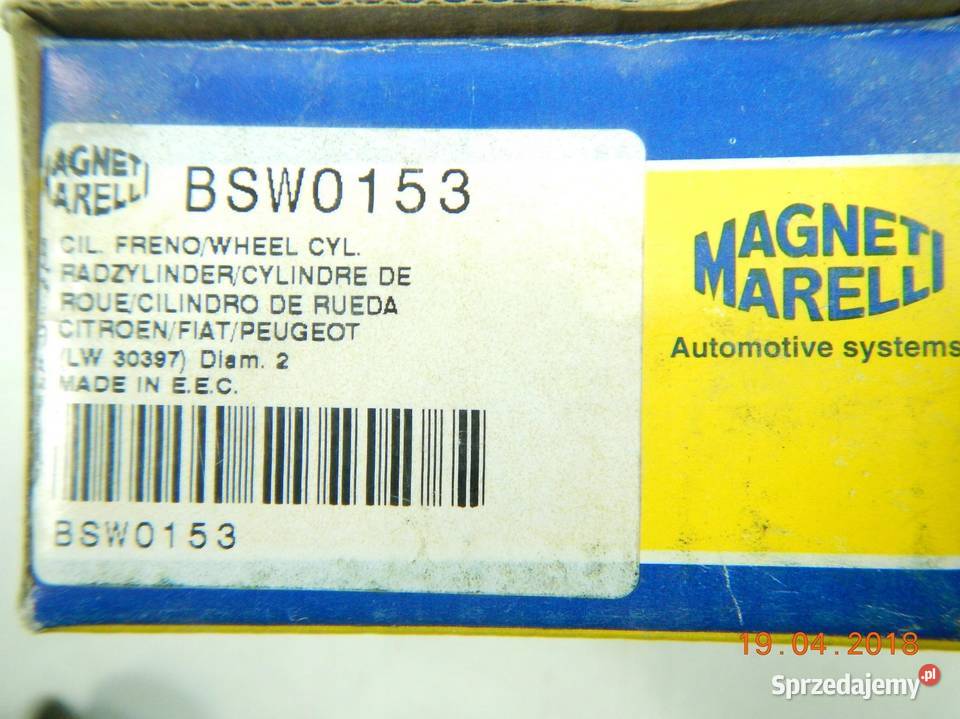 MAGNETI
MARELLI
BSW0153
CIL. FRENO/WHEEL CYL.
RADZYLINDER/CYLINDRE DE
ROUE/CILINDRO DE RUEDA
CITROEN/FIAT/PEUGEOT
(LW 30397) Diam. 2
MADE IN E.E.C.
BSW0153
MAGNETI
MARELLI
Automotive systems
19.04.2018
Sprzedajemy.pl